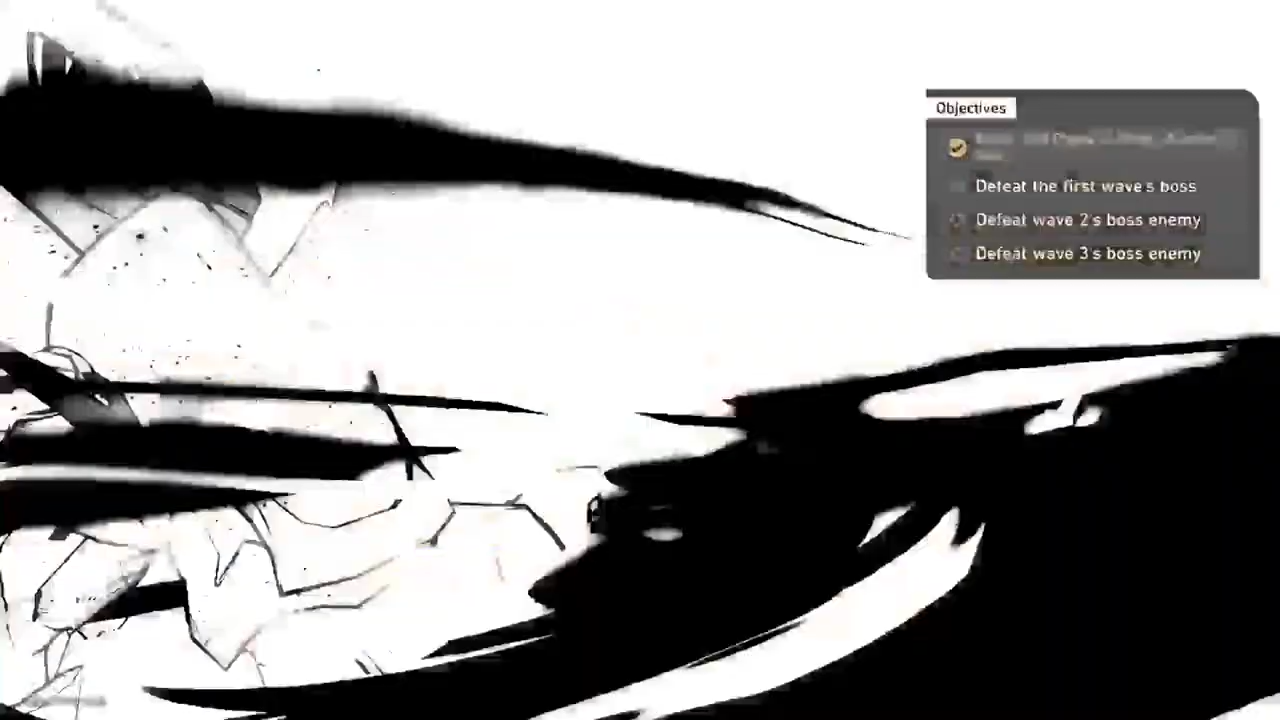 Objectives
Defeat the first wave's boss
Defeat wave 2's boss enemy
Defeat wave 3's boss enemy